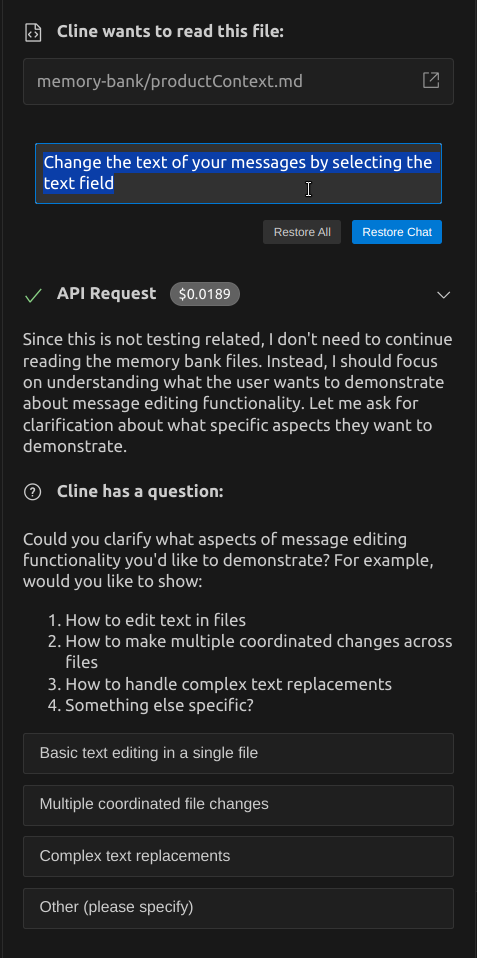 Cline wants to read this file:
memory-bank/productContext.md
Change the text of your messages by selecting the
text field
Restore All
Restore Chat
API Request $0.0189
Since this is not testing related, I don't need to continue
reading the memory bank files. Instead, I should focus
on understanding what the user wants to demonstrate
about message editing functionality. Let me ask for
clarification about what specific aspects they want to
demonstrate.
Cline has a question:
Could you clarify what aspects of message editing
functionality you'd like to demonstrate? For example,
would you like to show:
1. How to edit text in files
2. How to make multiple coordinated changes across
files
3. How to handle complex text replacements
4. Something else specific?
Basic text editing in a single file
Multiple coordinated file changes
Complex text replacements
Other (please specify)